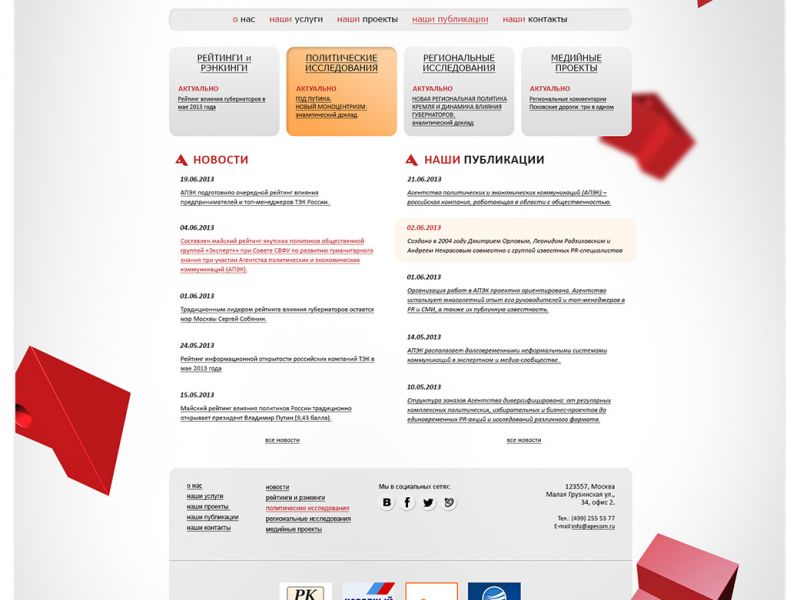 о нас наши услуги наши проекты наши публикации наши контакты
РЕЙТИНГИ и
РЭНКИНГИ
АКТУАЛЬНО
Рейтинг влияния губернаторов в
мае 2013 года
ПОЛИТИЧЕСКИЕ
ИССЛЕДОВАНИЯ
АКТУАЛЬНО
ГОД ПУТИНА:
НОВЫЙ МОНОЦЕНТРИЗМ:
аналитический доклад
РЕГИОНАЛЬНЫЕ
ИССЛЕДОВАНИЯ
АКТУАЛЬНО
НОВАЯ РЕГИОНАЛЬНАЯ ПОЛИТИКА
КРЕМЛЯ И ДИНАМИКА ВЛИЯНИЯ
ГУБЕРНАТОРОВ:
аналитический доклад
МЕДИЙНЫЕ
ПРОЕКТЫ
АКТУАЛЬНО
Региональные комментарии
Псковские дороги: три в одном
НОВОСТИ
19.06.2013
АПЭК подготовило очередной рейтинг влияния
предпринимателей и топ-менеджеров ТЭК России.
04.06.2013
Составлен майский рейтинг якутских политиков общественной
группой «Эксперт» при Совете СВФУ по развитию гуманитарного
знания при участии Агентства политических и экономических
коммуникаций (АПЭК).
01.06.2013
Традиционным лидером рейтинга влияния губернаторов остается
мэр Москвы Сергей Собянин.
24.05.2013
Рейтинг информационной открытости российских компаний ТЭК в
мае 2013 года
15.05.2013
Майский рейтинг влияния политиков России традиционно
открывает президент Владимир Путин (9,43 балла).
все новости
НАШИ ПУБЛИКАЦИИ
21.06.2013
Агентство политических и экономических коммуникаций (АПЭК) –
российская компания, работающая в области с общественностью.
02.06.2013
Создано в 2004 году Дмитрием Орловым, Леонидом Радзиховским и
Андреем Некрасовым совместно с группой известных PR-специалистов
01.06.2013
Организация работ в АПЭК проектно ориентирована. Агентство
использует многолетний опыт его руководителей и топ-менеджеров в
PR и СМИ, а также их публичную известность.
14.05.2013
АПЭК располагает долговременными неформальными системами
коммуникаций в экспертном и медиа-сообществе.
10.05.2013
Структура заказов Агентства диверсифицирована: от регулярных
комплексных политических, избирательных и бизнес-проектов до
единовременных PR-акций и исследований различного формата.
все новости
о нас
наши услуги
наши проекты
наши публикации
наши контакты
новости
рейтинги и рэнкинги
политические исследования
региональные исследования
медийные проекты
Мы в социальных сетях:
В f
123557, Москва
Малая Грузинская ул.,
34, офис 2.
Тел.: (499) 255 53 77
E-mail:info@apecom.ru
РК